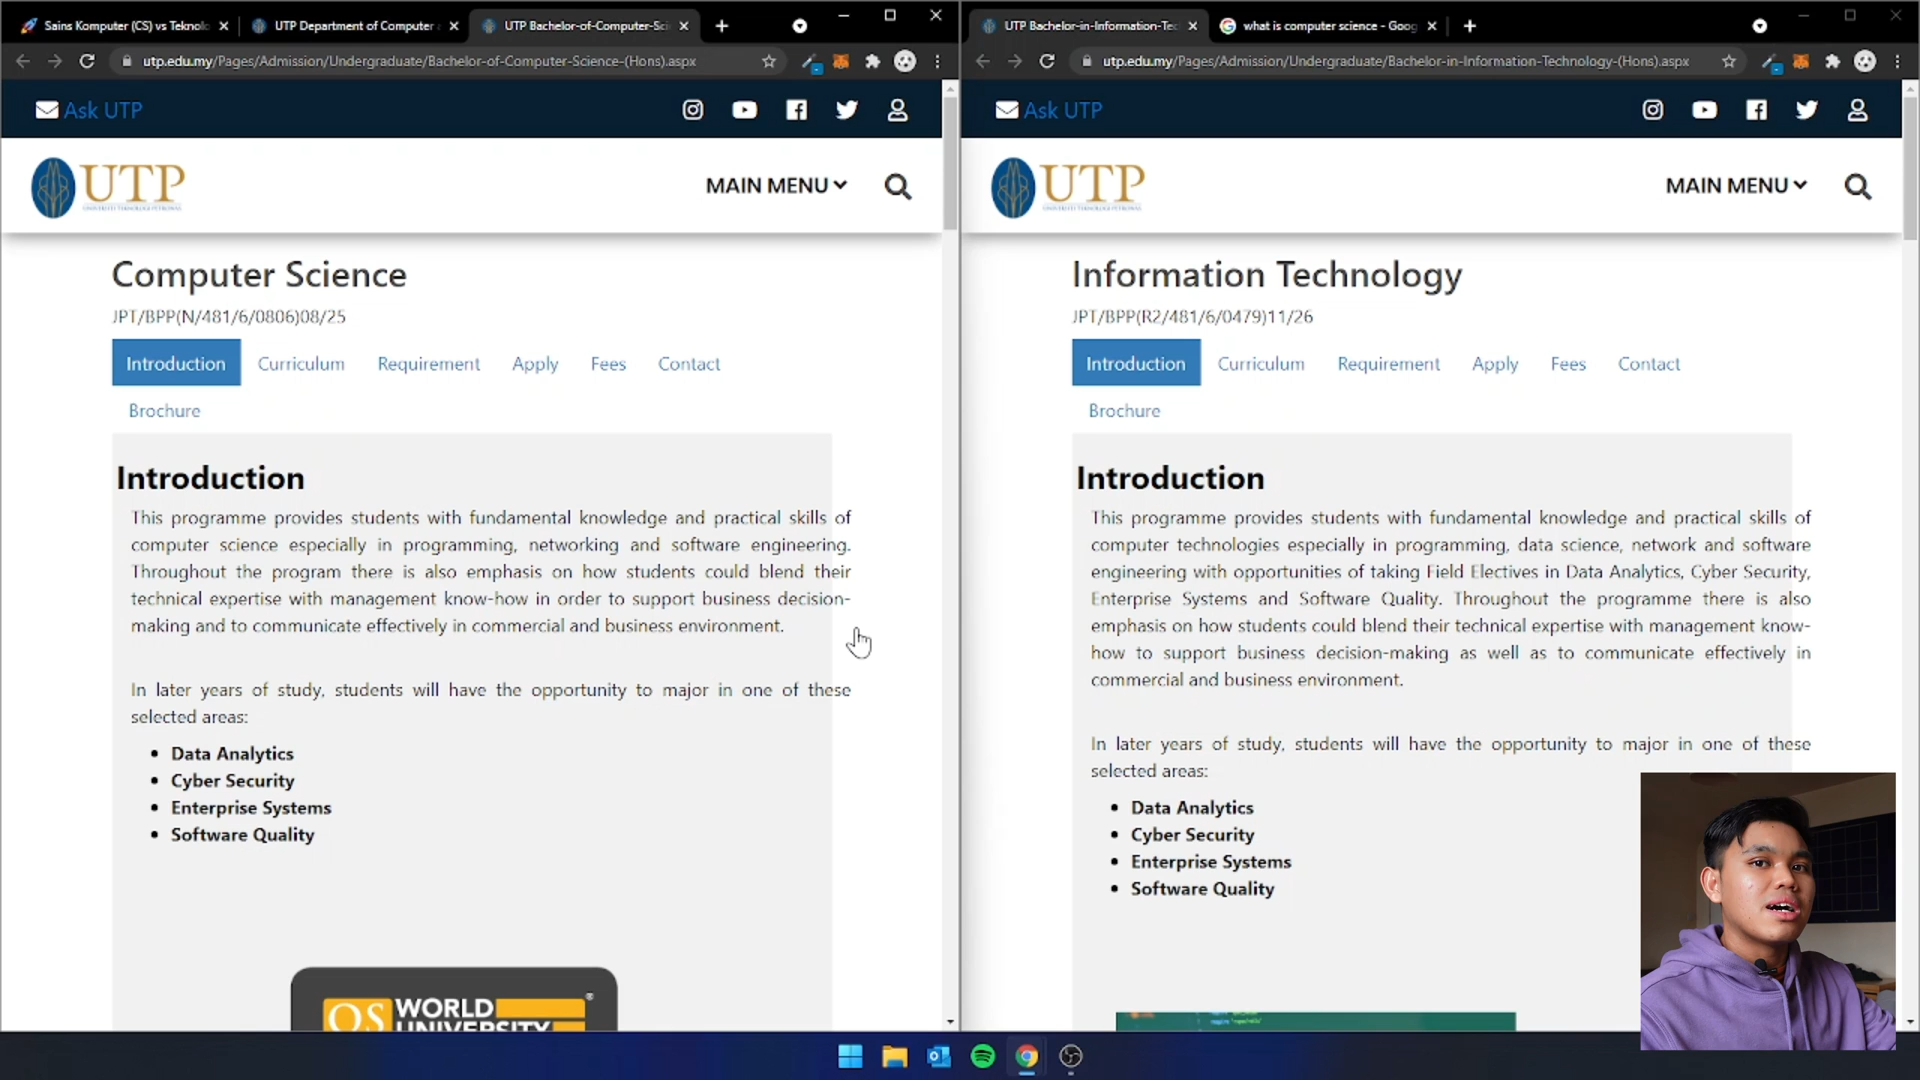 Sains Komputer (CS) vs Teknolo
UTP Department of Computer
UTP Bachelor-of-Computer-Sci
utp.edu.my/Pages/Admission/Undergraduate/Bachelor-of-Computer-Science-(Hons).aspx
Ask UTP
UTP
MAIN MENU
Computer Science
JPT/BPP(N/481/6/0806)08/25
Introduction
Curriculum
Requirement
Apply
Fees
Contact
Brochure
Introduction
This programme provides students with fundamental knowledge and practical skills of
computer science especially in programming, networking and software engineering.
Throughout the program there is also emphasis on how students could blend their
technical expertise with management know-how in order to support business decision-
making and to communicate effectively in commercial and business environment.
In later years of study, students will have the opportunity to major in one of these
selected areas:
Data Analytics
Cyber Security
Enterprise Systems
Software Quality
QS WORLD
UNIVERSITY
UTP Bachelor-in-Information-Tec
what is computer science - Goog
utp.edu.my/Pages/Admission/Undergraduate/Bachelor-in-Information-Technology-(Hons).aspx
Ask UTP
UTP
MAIN MENU
Information Technology
JPT/BPP(R2/481/6/0479)11/26
Introduction
Curriculum
Requirement
Apply
Fees
Contact
Brochure
Introduction
This programme provides students with fundamental knowledge and practical skills of
computer technologies especially in programming, data science, network and software
engineering with opportunities of taking Field Electives in Data Analytics, Cyber Security,
Enterprise Systems and Software Quality. Throughout the programme there is also
emphasis on how students could blend their technical expertise with management know-
how to support business decision-making as well as to communicate effectively in
commercial and business environment.
In later years of study, students will have the opportunity to major in one of these
selected areas:
Data Analytics
Cyber Security
Enterprise Systems
Software Quality